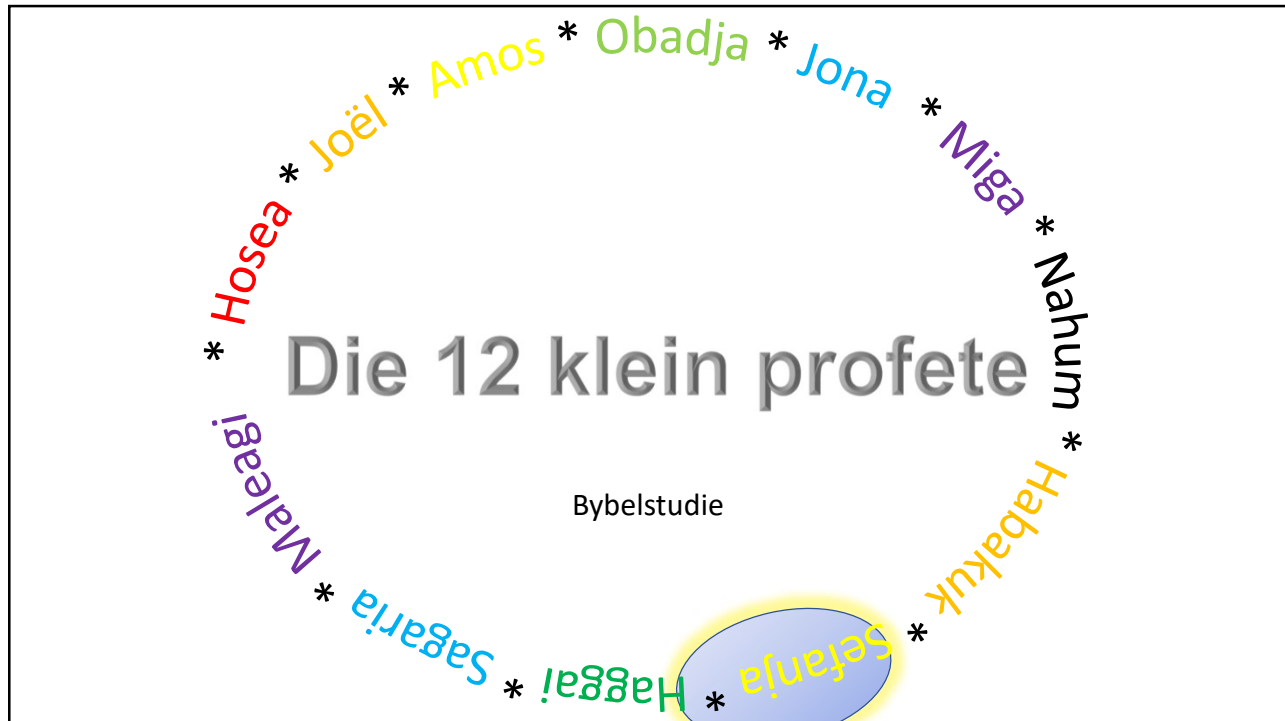 * Hosea * Joël * Amos * Obadja * Jona * Miga * Nahum * Habakuk * Sefanja * Haggai * Sagaria * Maleagi
Die 12 klein profete
Bybelstudie